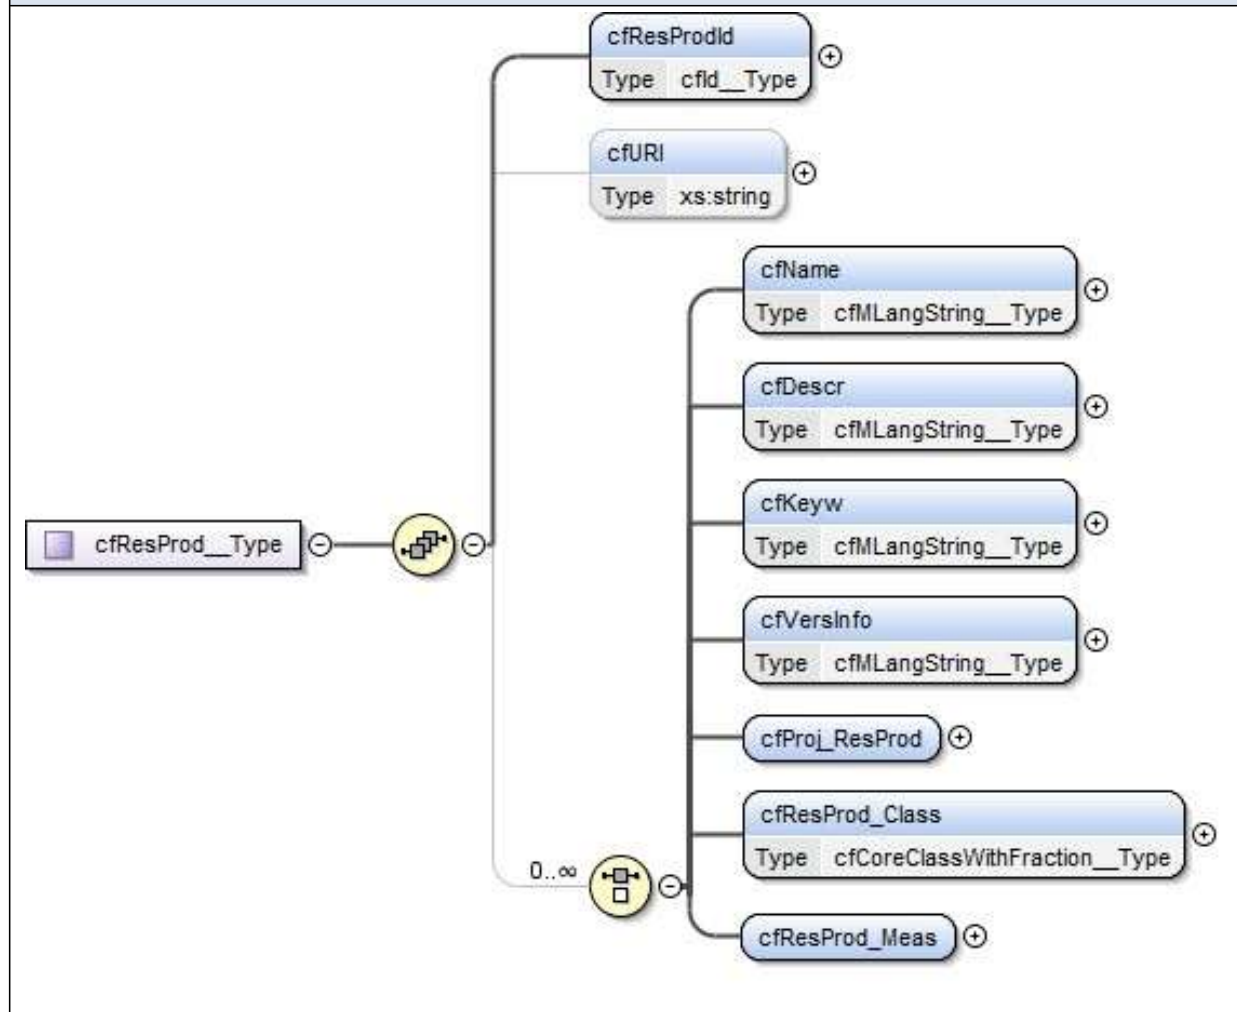 cfResProdId
Type cfId__Type
cfURI
Type xs:string
cfName
Type cfMLangString__Type
cfDescr
Type cfMLangString__Type
cfKeyw
Type cfMLangString__Type
cfResProd__Type
cfVersInfo
Type cfMLangString__Type
cfProj_ResProd
cfResProd_Class
Type cfCoreClassWithFraction__Type
0..∞
cfResProd_Meas